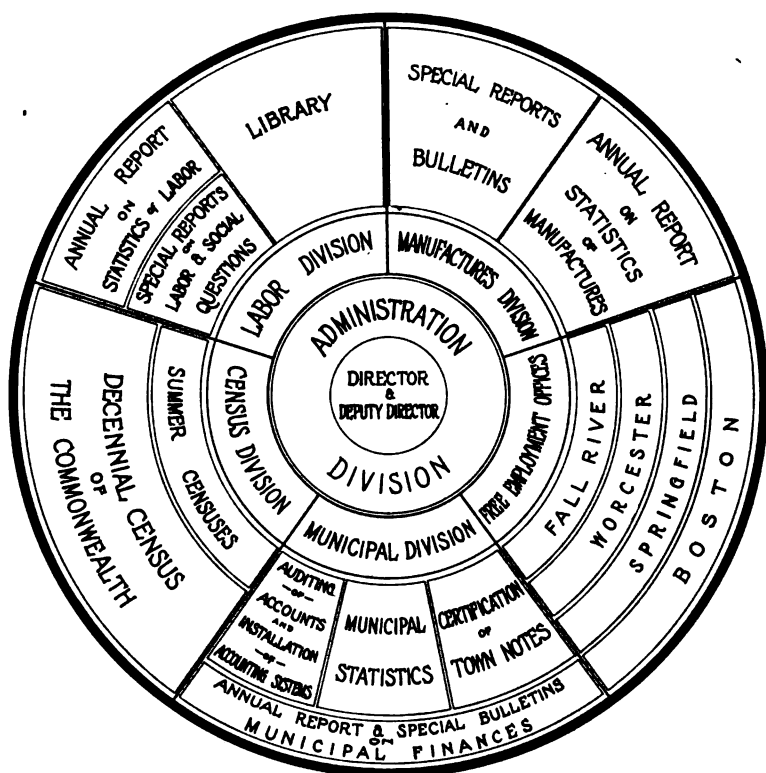 DIRECTOR
&
DEPUTY DIRECTOR
ADMINISTRATION
DIVISION
LABOR DIVISION
LIBRARY
ANNUAL REPORT
ON
STATISTICS of LABOR
SPECIAL REPORTS
ON
LABOR & SOCIAL
QUESTIONS
MANUFACTURES DIVISION
SPECIAL REPORTS
AND
BULLETINS
ANNUAL REPORT
ON
STATISTICS
OF
MANUFACTURES
FREE EMPLOYMENT OFFICES
FALL RIVER
WORCESTER
SPRINGFIELD
BOSTON
MUNICIPAL DIVISION
AUDITING
-OF-
ACCOUNTS
AND
INSTALLATION
-OF-
ACCOUNTING SYSTEMS
MUNICIPAL
STATISTICS
CERTIFICATION
OF
TOWN NOTES
ANNUAL REPORT & SPECIAL BULLETINS
ON
MUNICIPAL FINANCES
CENSUS DIVISION
SUMMER CENSUSES
DECENNIAL CENSUS
OF
THE COMMONWEALTH